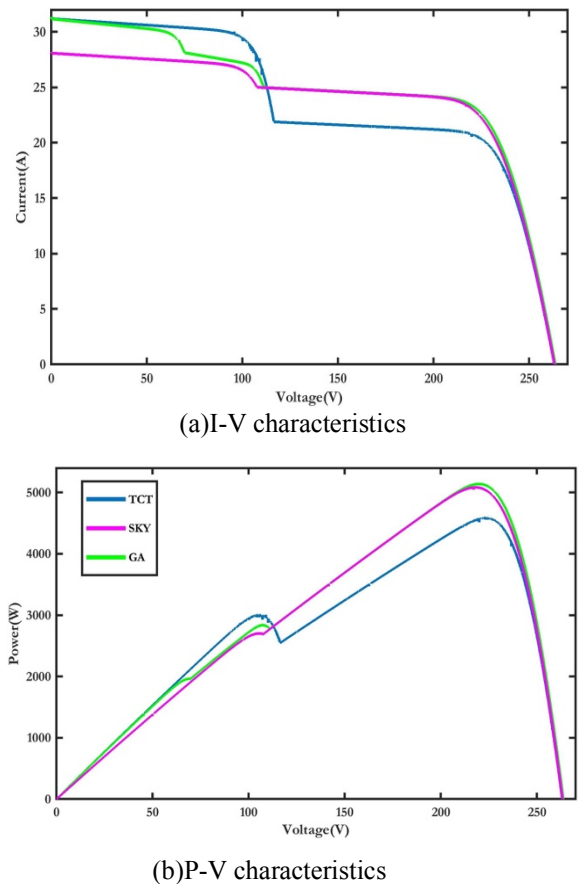 30
25
20
15
10
5
0
Current(A)
0 50 100 150 200 250
Voltage(V)
(a)I-V characteristics
5000
4000
3000
2000
1000
0
Power(W)
TCT
SKY
GA
0 50 100 150 200 250
Voltage(V)
(b)P-V characteristics